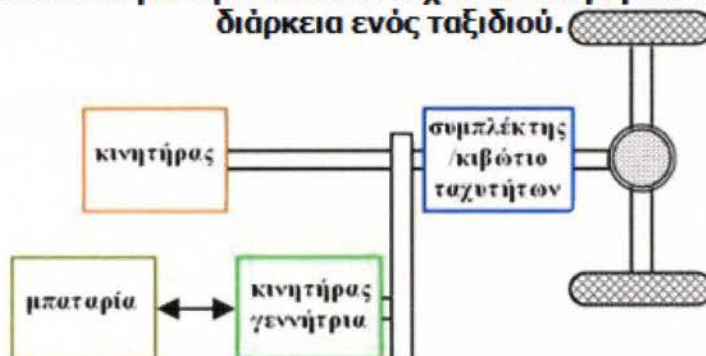 διάρκεια ενός ταξιδιού.
κινητήρας
συμπλέκτης
/κιβώτιο
ταχυτήτων
μπαταρία
κινητήρας
γεννήτρια